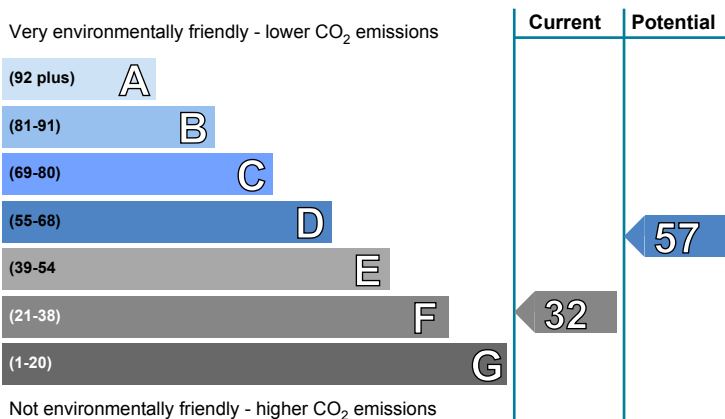 Very environmentally friendly - lower CO₂ emissions
Current
Potential
(92 plus) A
(81-91) B
(69-80) C
(55-68) D
57
(39-54 E
(21-38) F
32
(1-20) G
Not environmentally friendly - higher CO₂ emissions